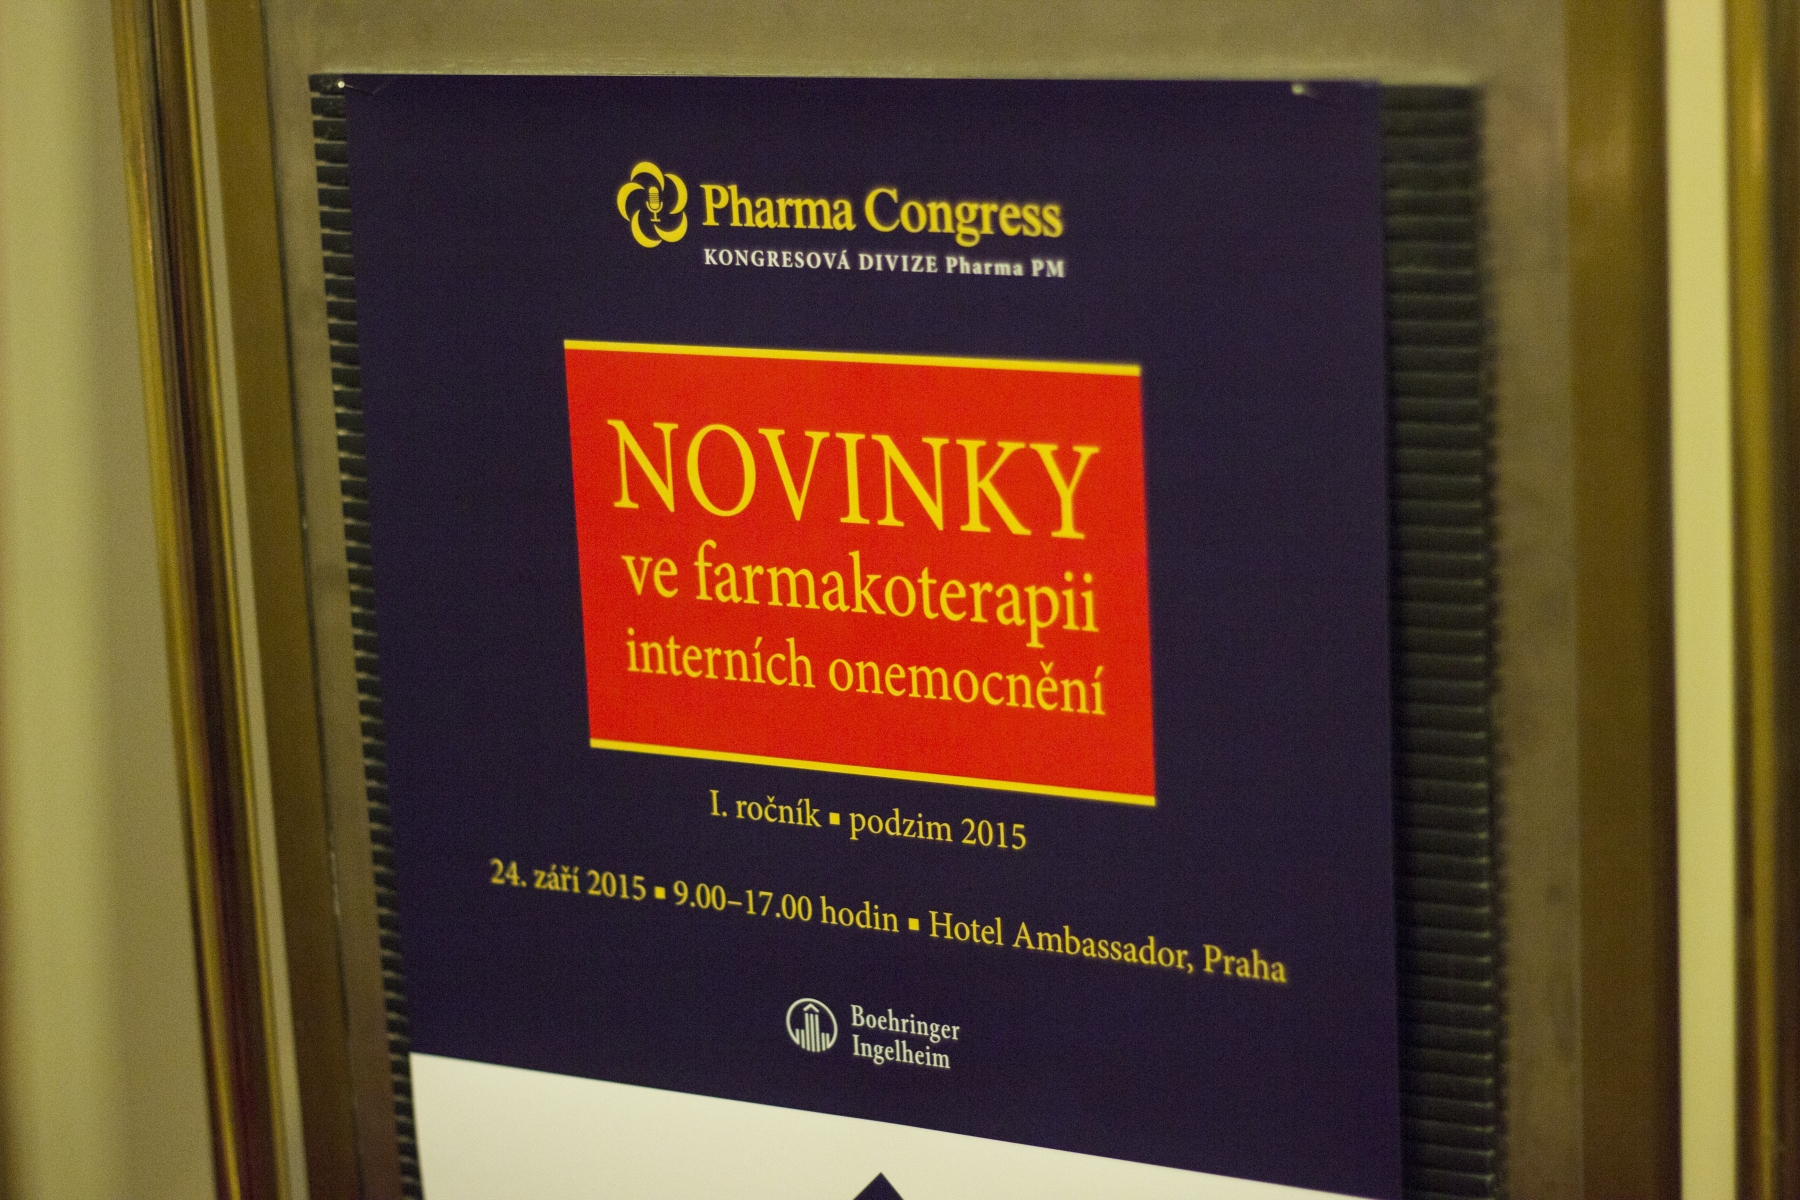 Pharma Congress
KONGRESOVÁ DIVIZE Pharma PM
NOVINKY
ve farmakoterapii
interních onemocnění
I. ročník ▪ podzim 2015
24. září 2015 ▪ 9.00–17.00 hodin ▪ Hotel Ambassador, Praha
Boehringer
Ingelheim